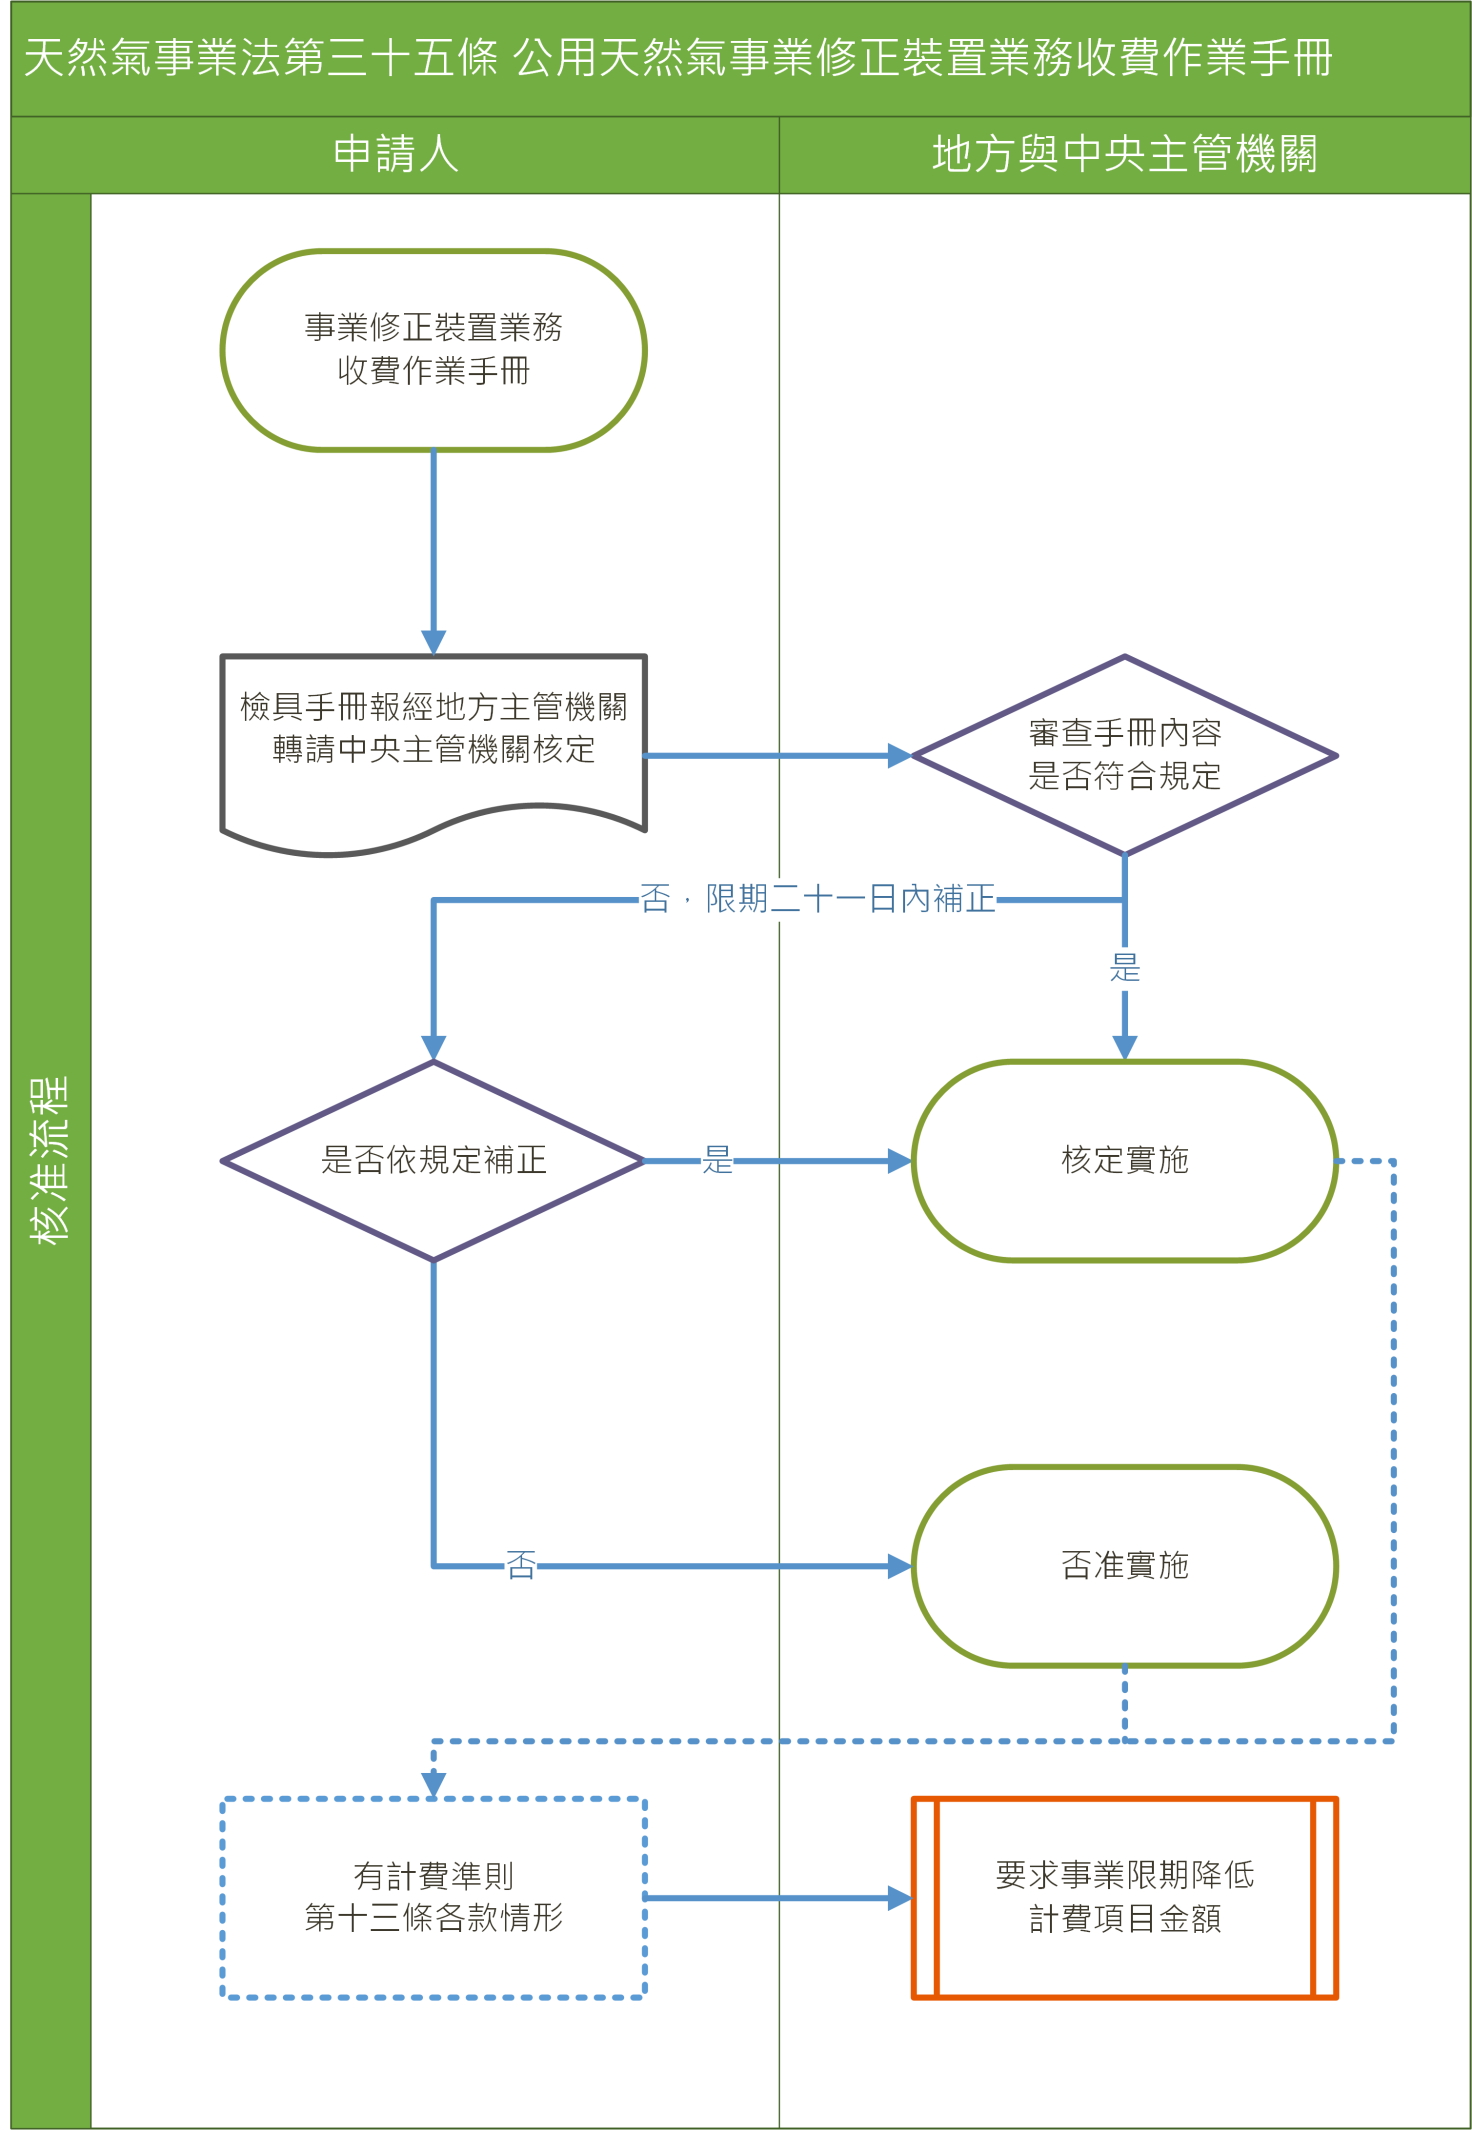 天然氣事業法第三十五條 公用天然氣事業修正裝置業務收費作業手冊
申請人
地方與中央主管機關
核准流程
事業修正裝置業務
收費作業手冊
檢具手冊報經地方主管機關
轉請中央主管機關核定
審查手冊內容
是否符合規定
否，限期二十一日內補正
是
是否依規定補正
是
核定實施
否
否准實施
有計費準則
第十三條各款情形
要求事業限期降低
計費項目金額